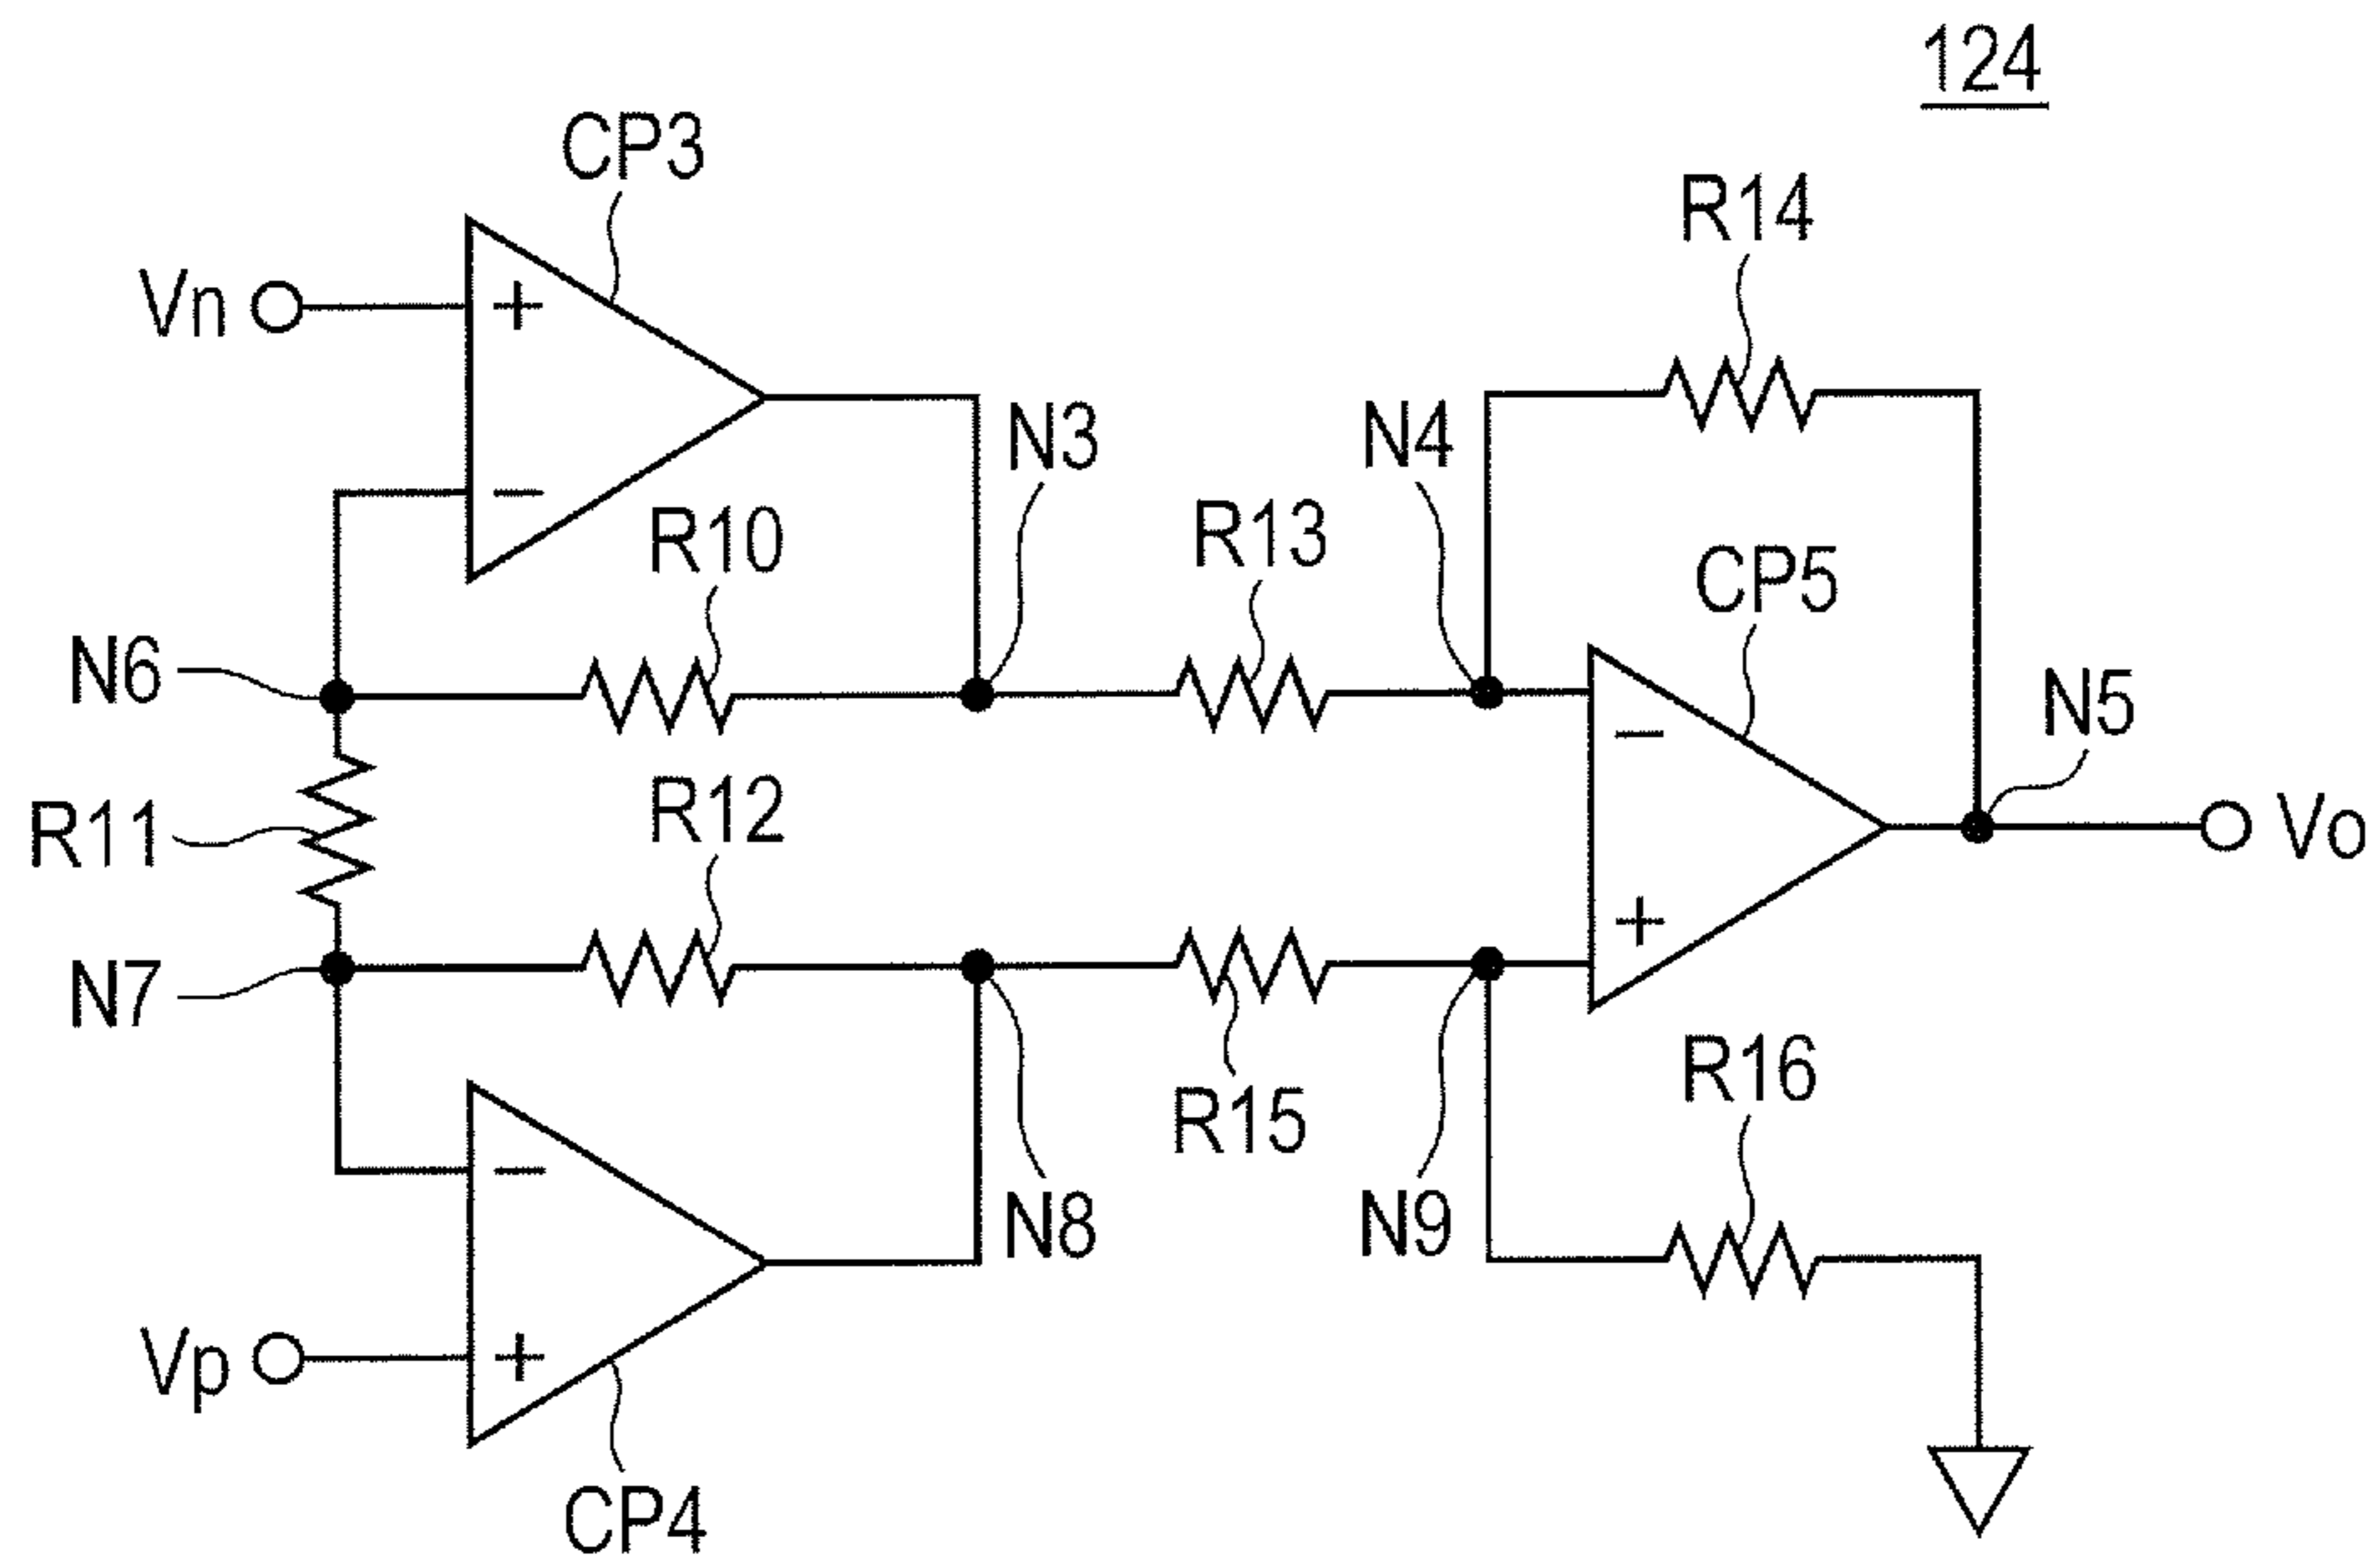 124
CP3
R14
Vn
+
−
N3
N4
R10
R13
CP5
N6
−
N5
R11
R12
Vo
+
N7
R15
R16
N8
N9
−
Vp
+
CP4